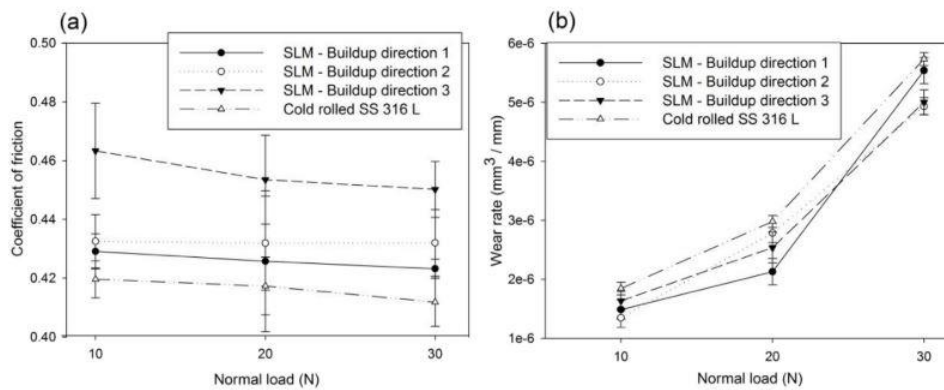 (a)
0.50
0.48
0.46
0.44
0.42
0.40
Coefficient of friction
SLM - Buildup direction 1
SLM - Buildup direction 2
SLM - Buildup direction 3
Cold rolled SS 316 L
10
20
30
Normal load (N)
(b)
6e-6
5e-6
4e-6
3e-6
2e-6
1e-6
Wear rate (mm³ / mm)
SLM - Buildup direction 1
SLM - Buildup direction 2
SLM - Buildup direction 3
Cold rolled SS 316 L
10
20
30
Normal load (N)